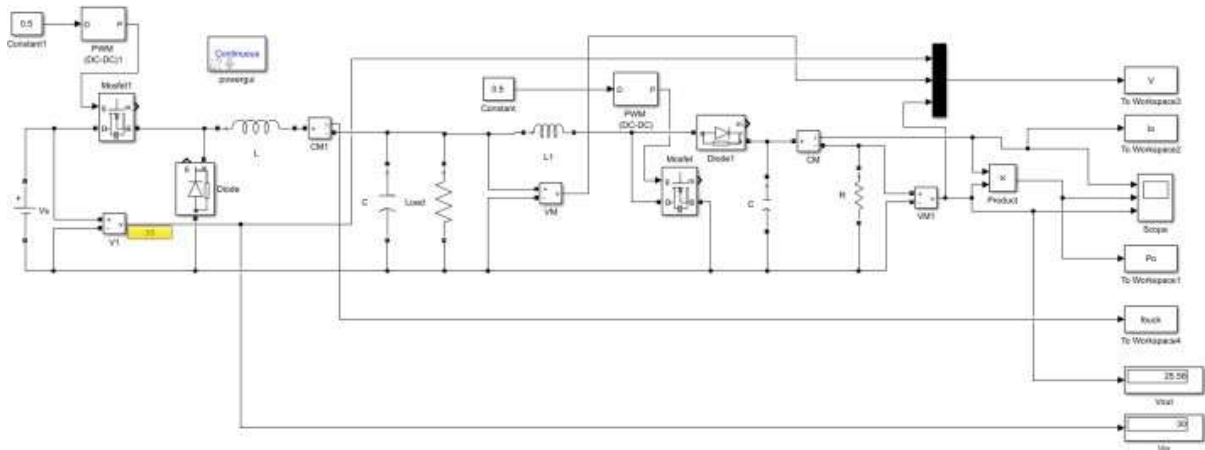 0.5
Constant1
D P
PWM
(DC-DC)1
Continuous
powergui
Mosfet1
L
CM1
Vs
V1
30
Diode
C
Load
0.5
Constant
D P
PWM
(DC-DC)
L1
VM
Mosfet
Diode1
C
CM
R
VM1
Product
V
To Workspace3
Io
To Workspace2
Scope
Po
To Workspace1
Ibuck
To Workspace4
25.56
Vout
30